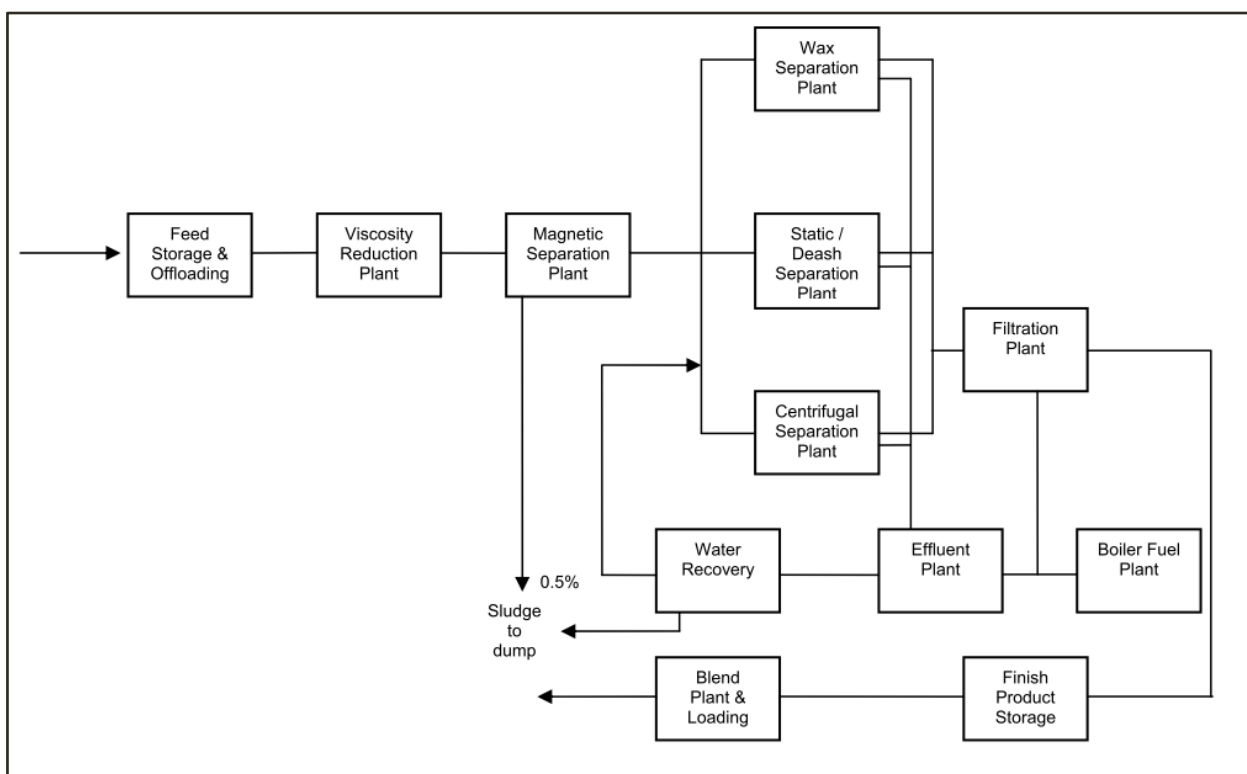 Wax
Separation
Plant
Feed
Storage &
Offloading
Viscosity
Reduction
Plant
Magnetic
Separation
Plant
Static /
Deash
Separation
Plant
Filtration
Plant
Centrifugal
Separation
Plant
Water
Recovery
Effluent
Plant
Boiler Fuel
Plant
0.5%
Sludge
to
dump
Blend
Plant &
Loading
Finish
Product
Storage